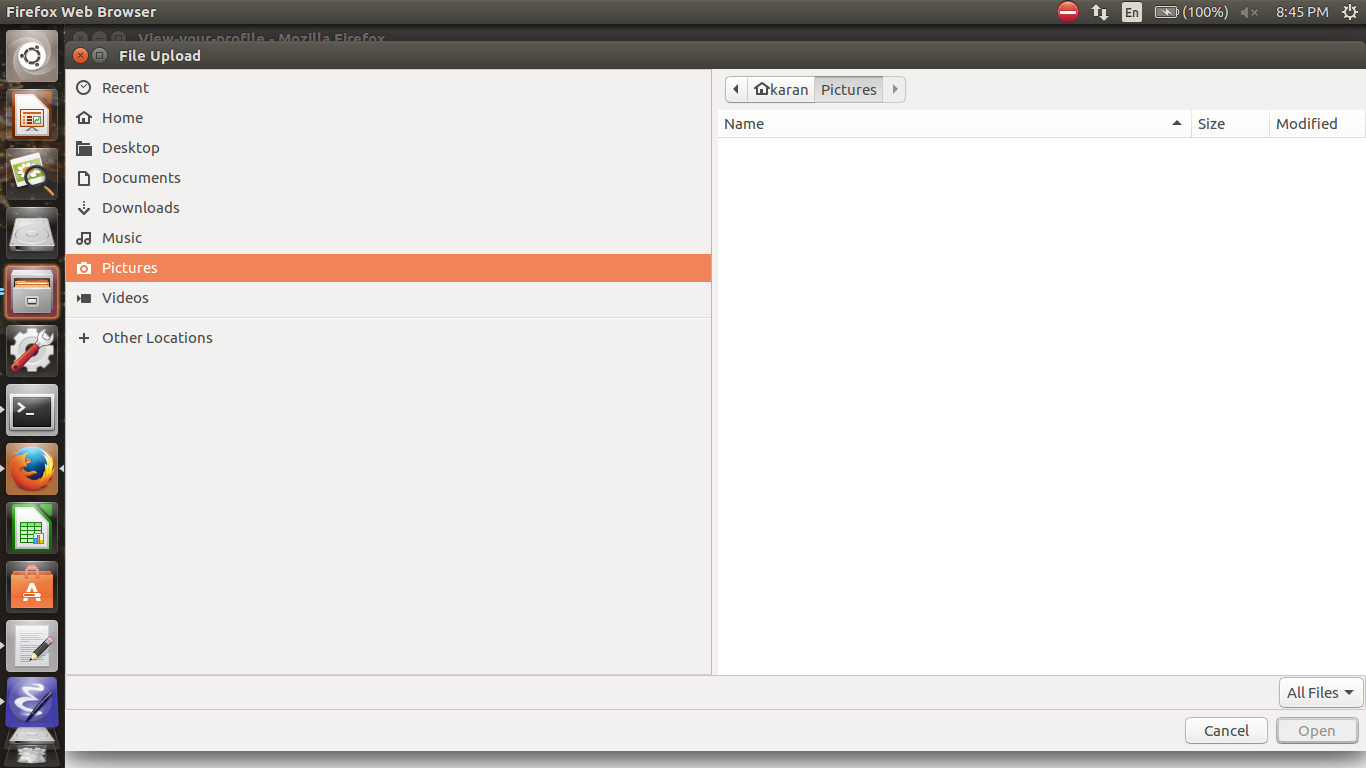 Firefox Web Browser
En
(100%)
8:45 PM
View-your-profile - Mozilla Firefox
File Upload
Recent
Home
Desktop
Documents
Downloads
Music
Pictures
Videos
Other Locations
karan
Pictures
Name
Size
Modified
All Files
Cancel
Open